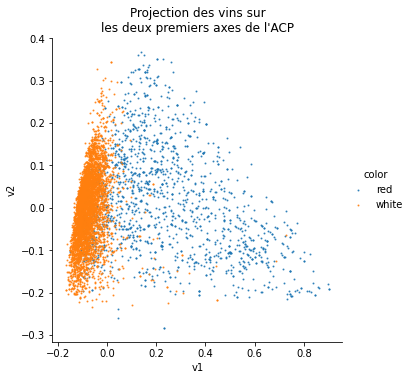 Projection des vins sur
les deux premiers axes de l'ACP
0.4
0.3
0.2
0.1
0.0
−0.1
−0.2
−0.3
v2
−0.2
0.0
0.2
0.4
0.6
0.8
v1
color
red
white